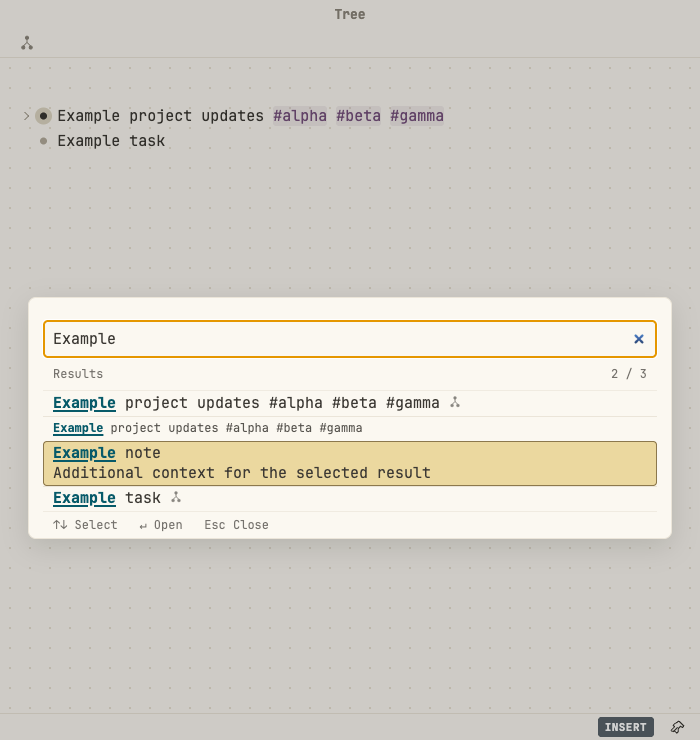 Tree
Example project updates #alpha #beta #gamma
Example task
Example
Results 2 / 3
Example project updates #alpha #beta #gamma
Example project updates #alpha #beta #gamma
Example note
Additional context for the selected result
Example task
↑↓ Select ↵ Open Esc Close
INSERT